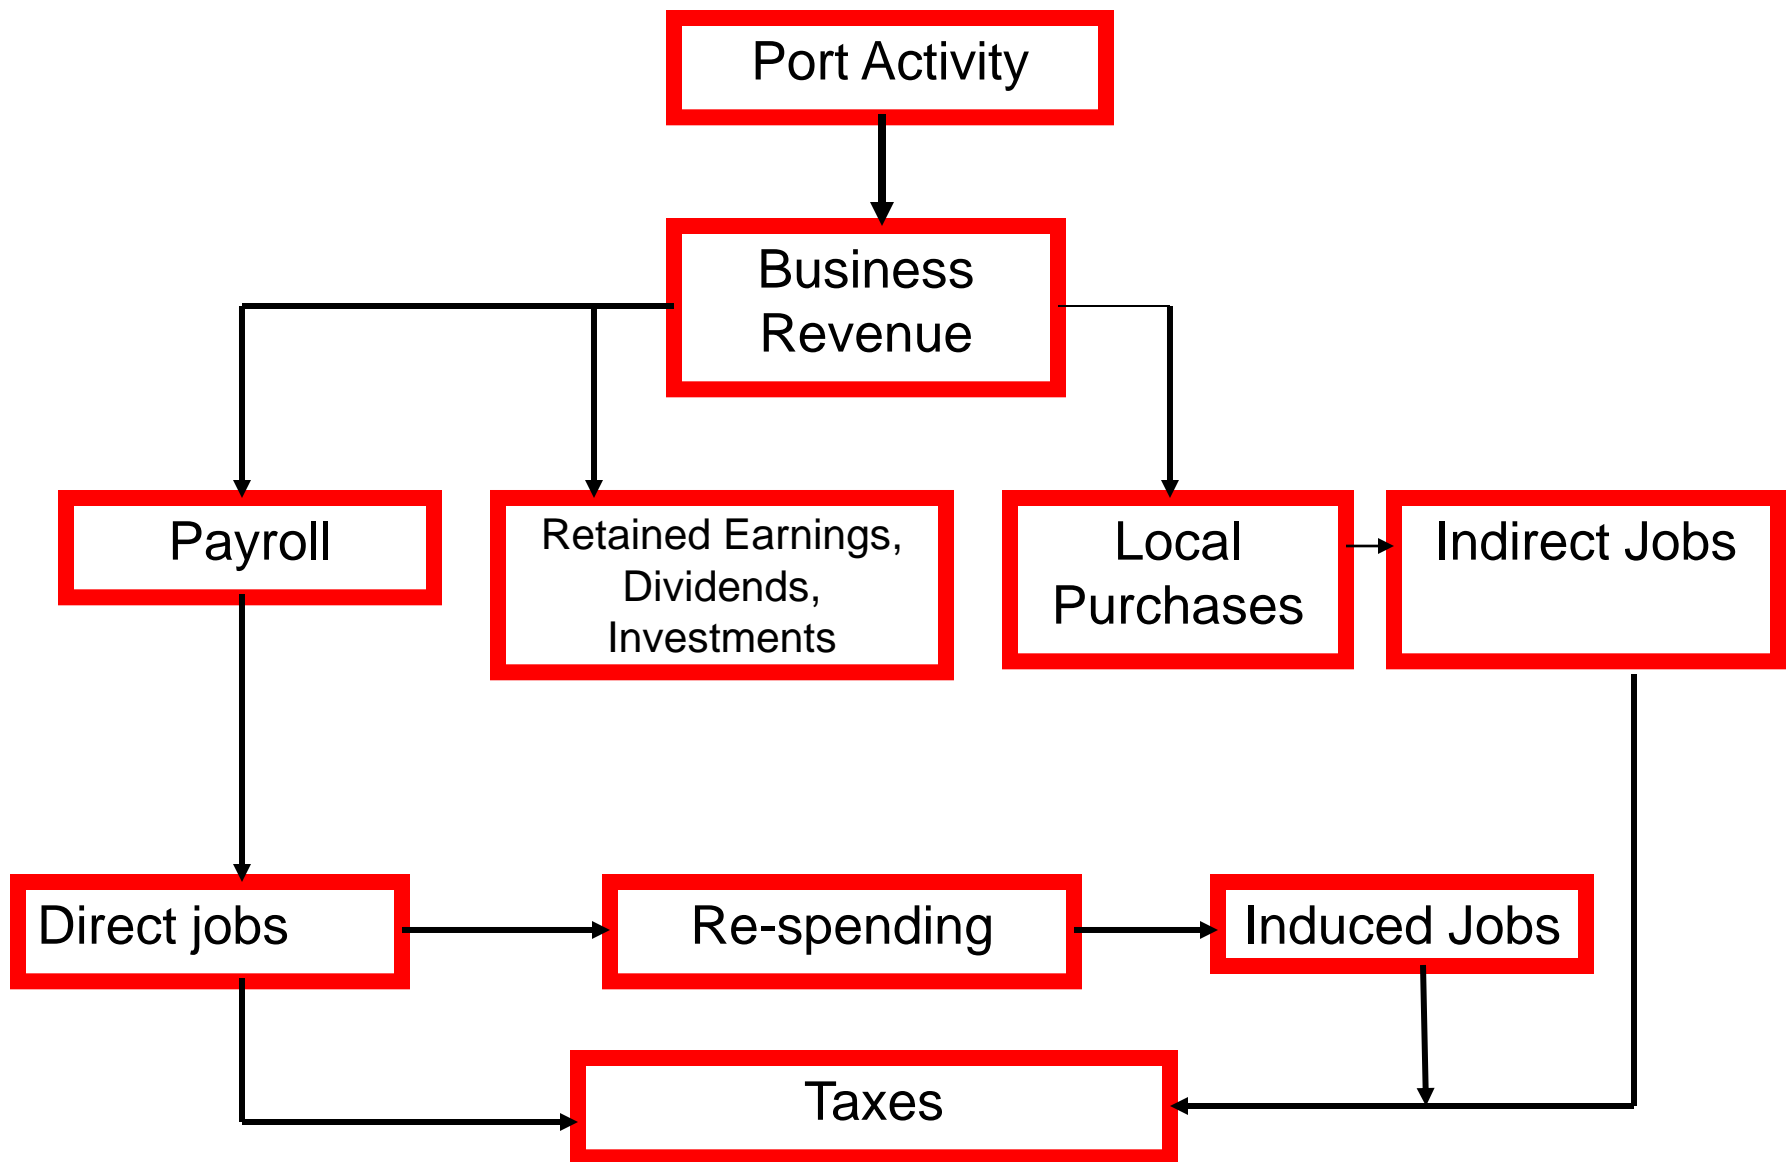 Port Activity
Business
Revenue
Payroll
Retained Earnings,
Dividends,
Investments
Local
Purchases
Indirect Jobs
Direct jobs
Re-spending
Induced Jobs
Taxes